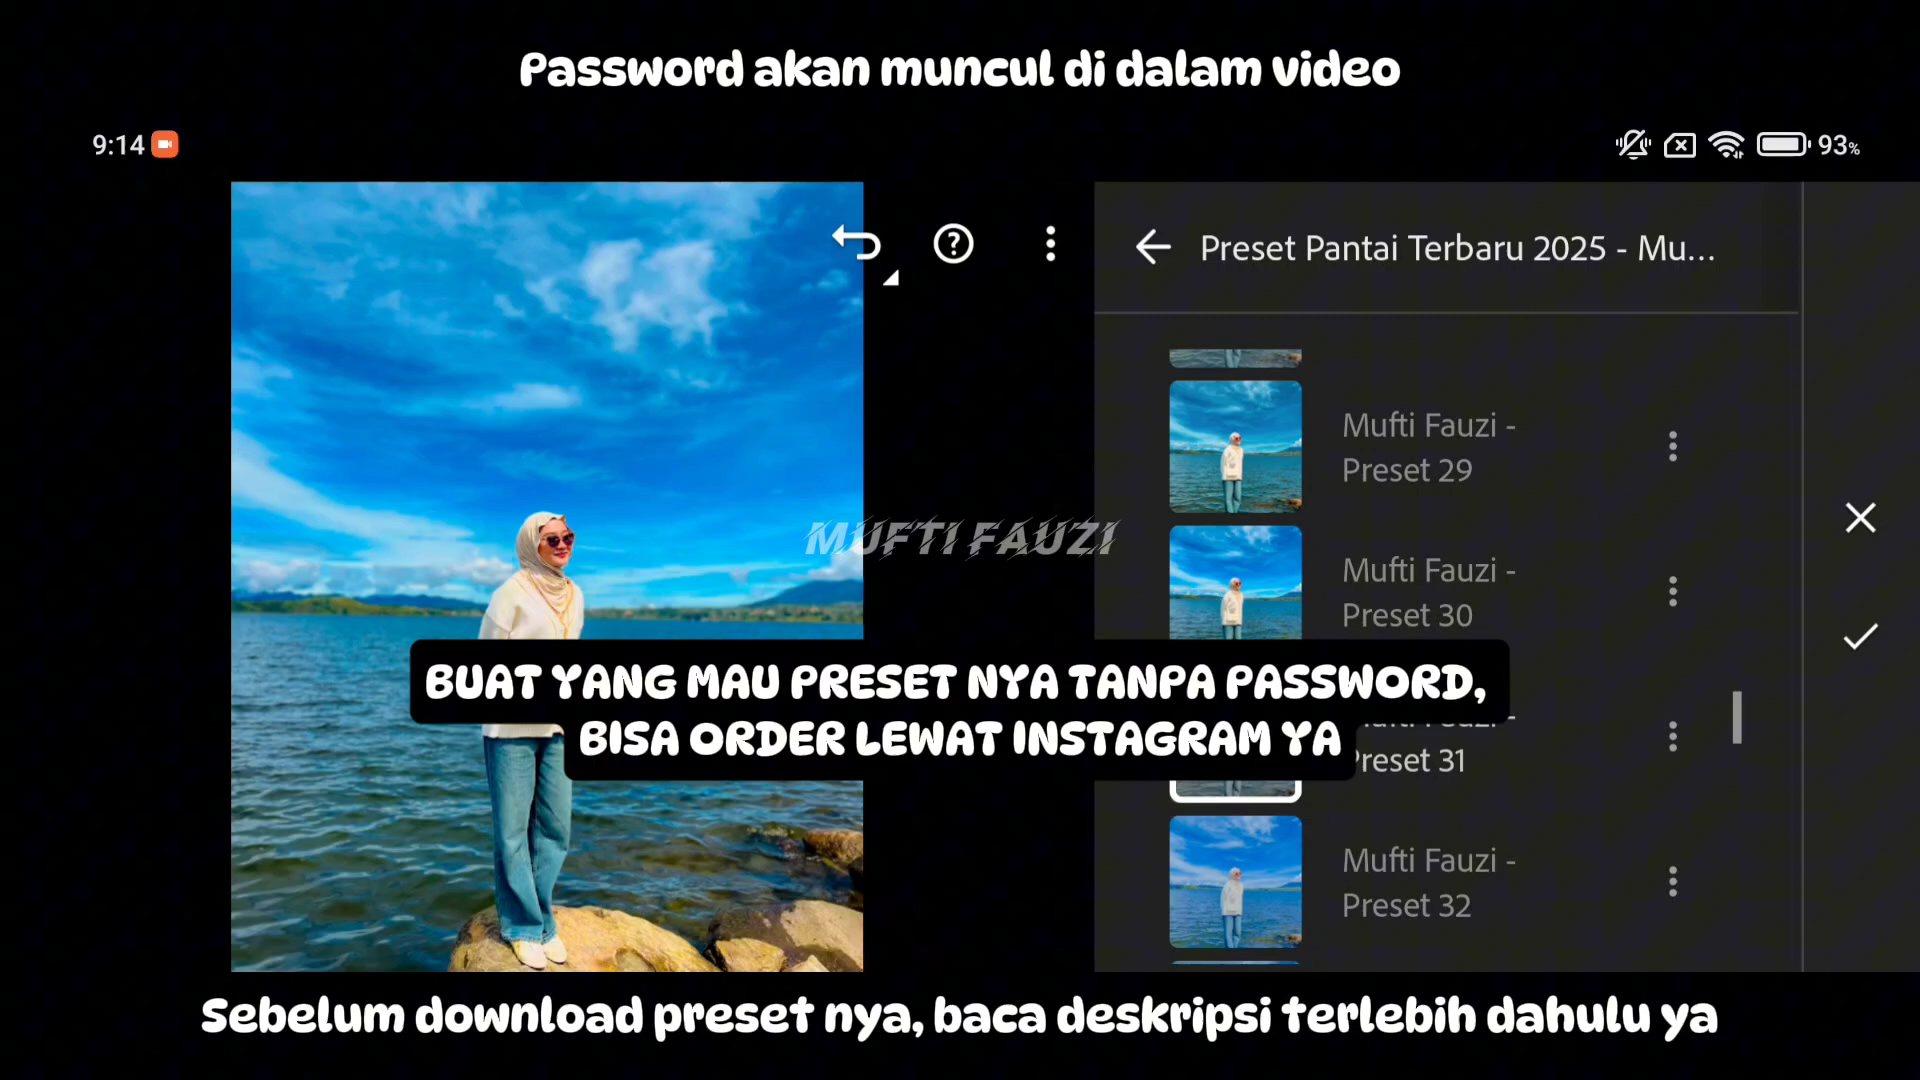 Password akan muncul di dalam video
9:14
93%
Preset Pantai Terbaru 2025 - Mu...
Mufti Fauzi -
Preset 29
MUFTI FAUZI
Mufti Fauzi -
Preset 30
BUAT YANG MAU PRESET NYA TANPA PASSWORD,
BISA ORDER LEWAT INSTAGRAM YA
Preset 31
Mufti Fauzi -
Preset 32
Sebelum download preset nya, baca deskripsi terlebih dahulu ya